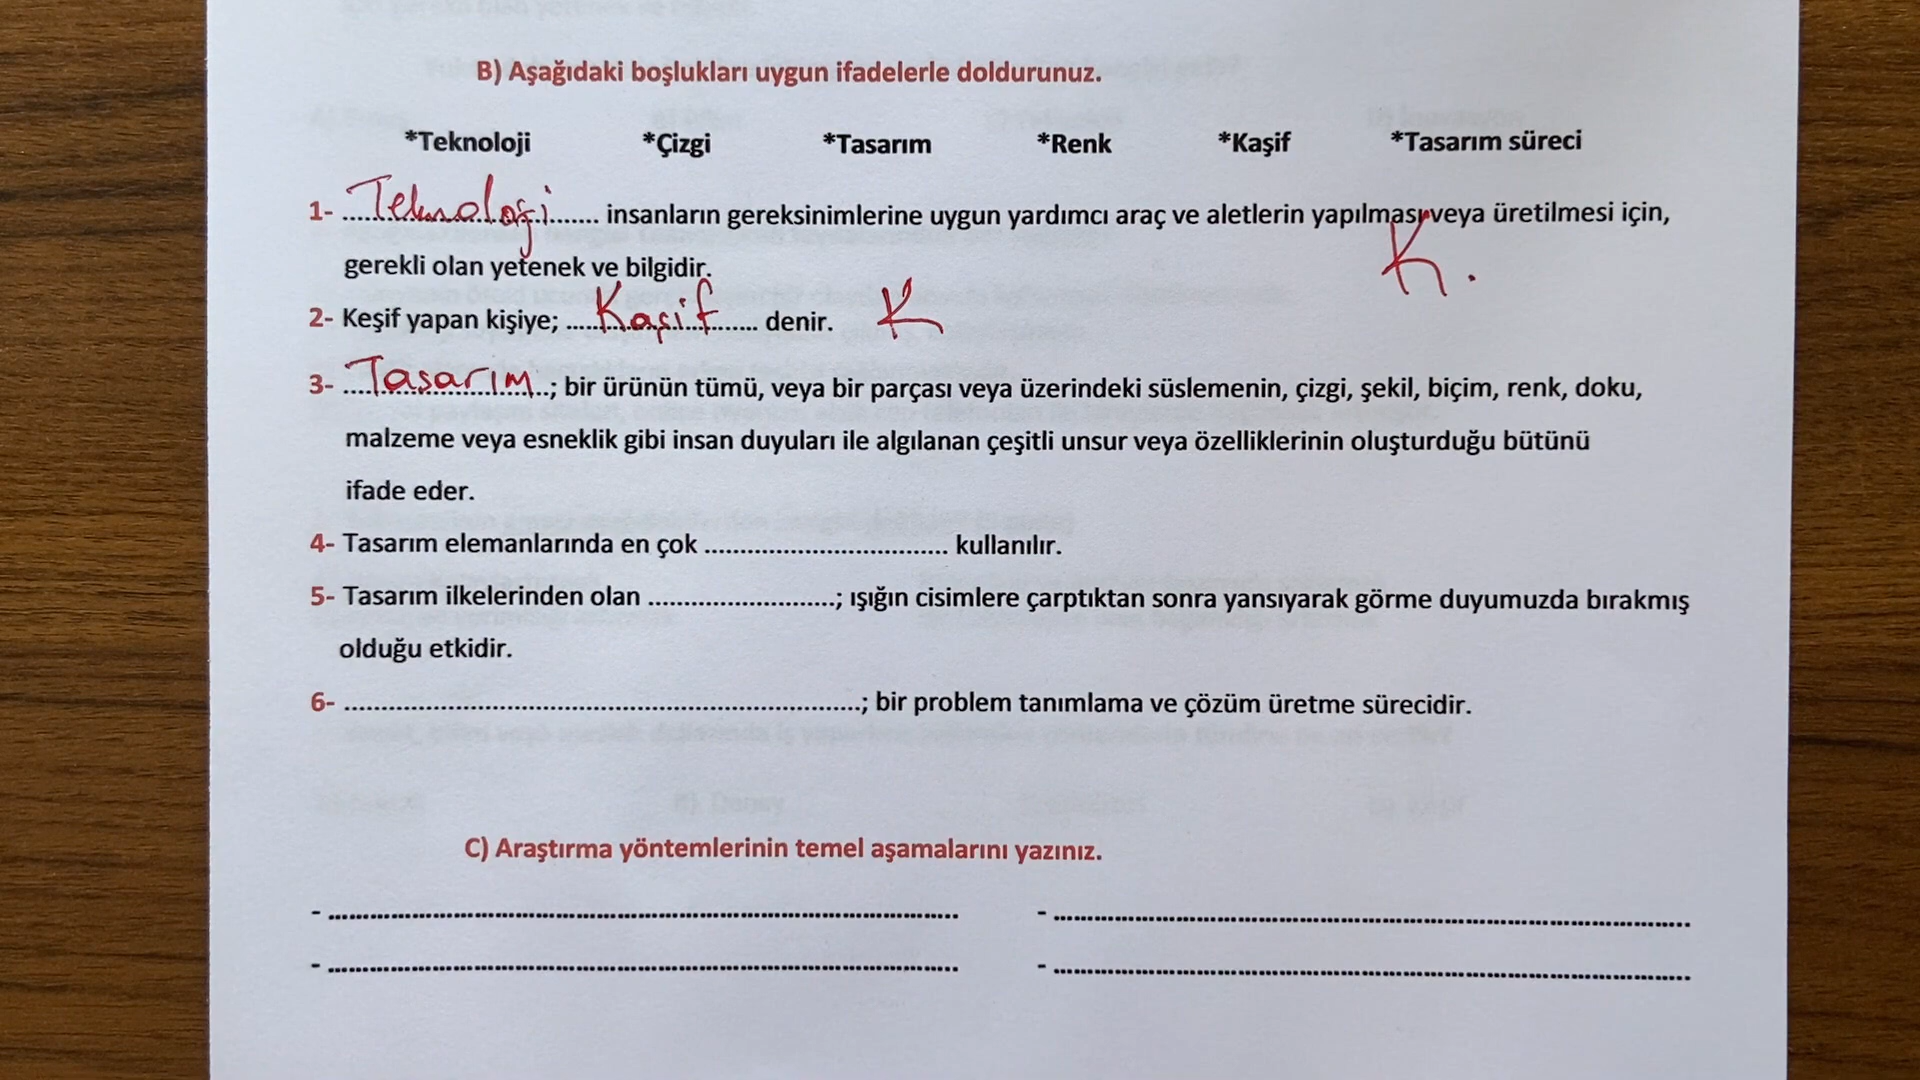 B) Aşağıdaki boşlukları uygun ifadelerle doldurunuz.
*Teknoloji *Çizgi *Tasarım *Renk *Kaşif *Tasarım süreci
1- Teknoloji insanların gereksinimlerine uygun yardımcı araç ve aletlerin yapılması veya üretilmesi için,
K.
gerekli olan yetenek ve bilgidir.
2- Keşif yapan kişiye; Kaşif denir. K
3- Tasarım; bir ürünün tümü, veya bir parçası veya üzerindeki süslemenin, çizgi, şekil, biçim, renk, doku,
malzeme veya esneklik gibi insan duyuları ile algılanan çeşitli unsur veya özelliklerinin oluşturduğu bütünü
ifade eder.
4- Tasarım elemanlarında en çok .................................. kullanılır.
5- Tasarım ilkelerinden olan ..........................; ışığın cisimlere çarptıktan sonra yansıyarak görme duyumuzda bırakmış
olduğu etkidir.
6- ........................................................................; bir problem tanımlama ve çözüm üretme sürecidir.
C) Araştırma yöntemlerinin temel aşamalarını yazınız.
- ........................................................ - ........................................................
- ........................................................ - ........................................................